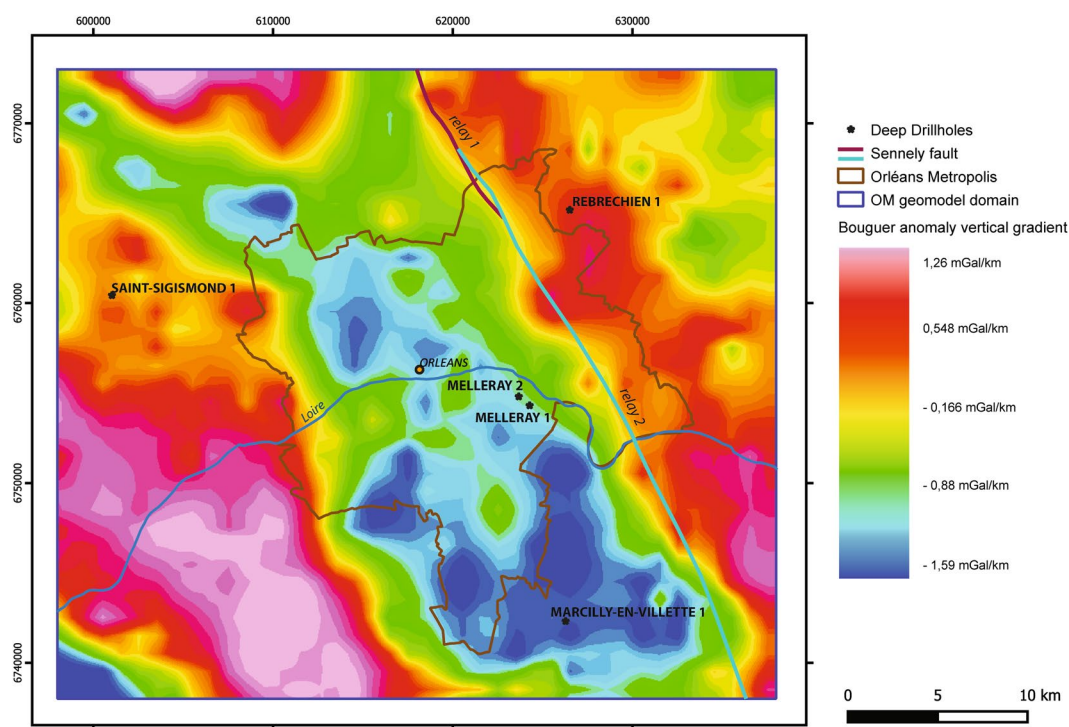 600000
610000
620000
630000
6770000
6760000
6750000
6740000
relay 1
REBRECHIEN 1
SAINT-SIGISMOND 1
ORLEANS
MELLERAY 2
MELLERAY 1
Loire
relay 2
MARCILLY-EN-VILLETTE 1
Deep Drillholes
Sennely fault
Orléans Metropolis
OM geomodel domain
Bouguer anomaly vertical gradient
1,26 mGal/km
0,548 mGal/km
- 0,166 mGal/km
- 0,88 mGal/km
- 1,59 mGal/km
0 5 10 km